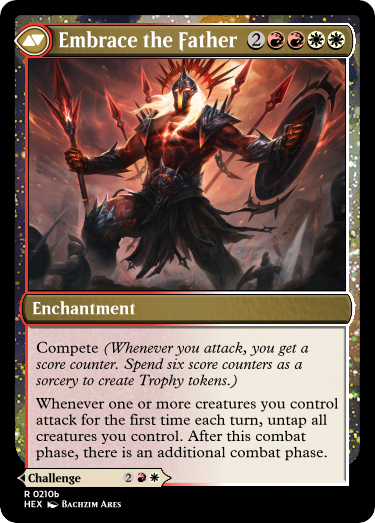 Embrace the Father 2
Enchantment
Compete (Whenever you attack, you get a
score counter. Spend six score counters as a
sorcery to create Trophy tokens.)
Whenever one or more creatures you control
attack for the first time each turn, untap all
creatures you control. After this combat
phase, there is an additional combat phase.
Challenge 2
R 0210b
HEX Bachzim Ares